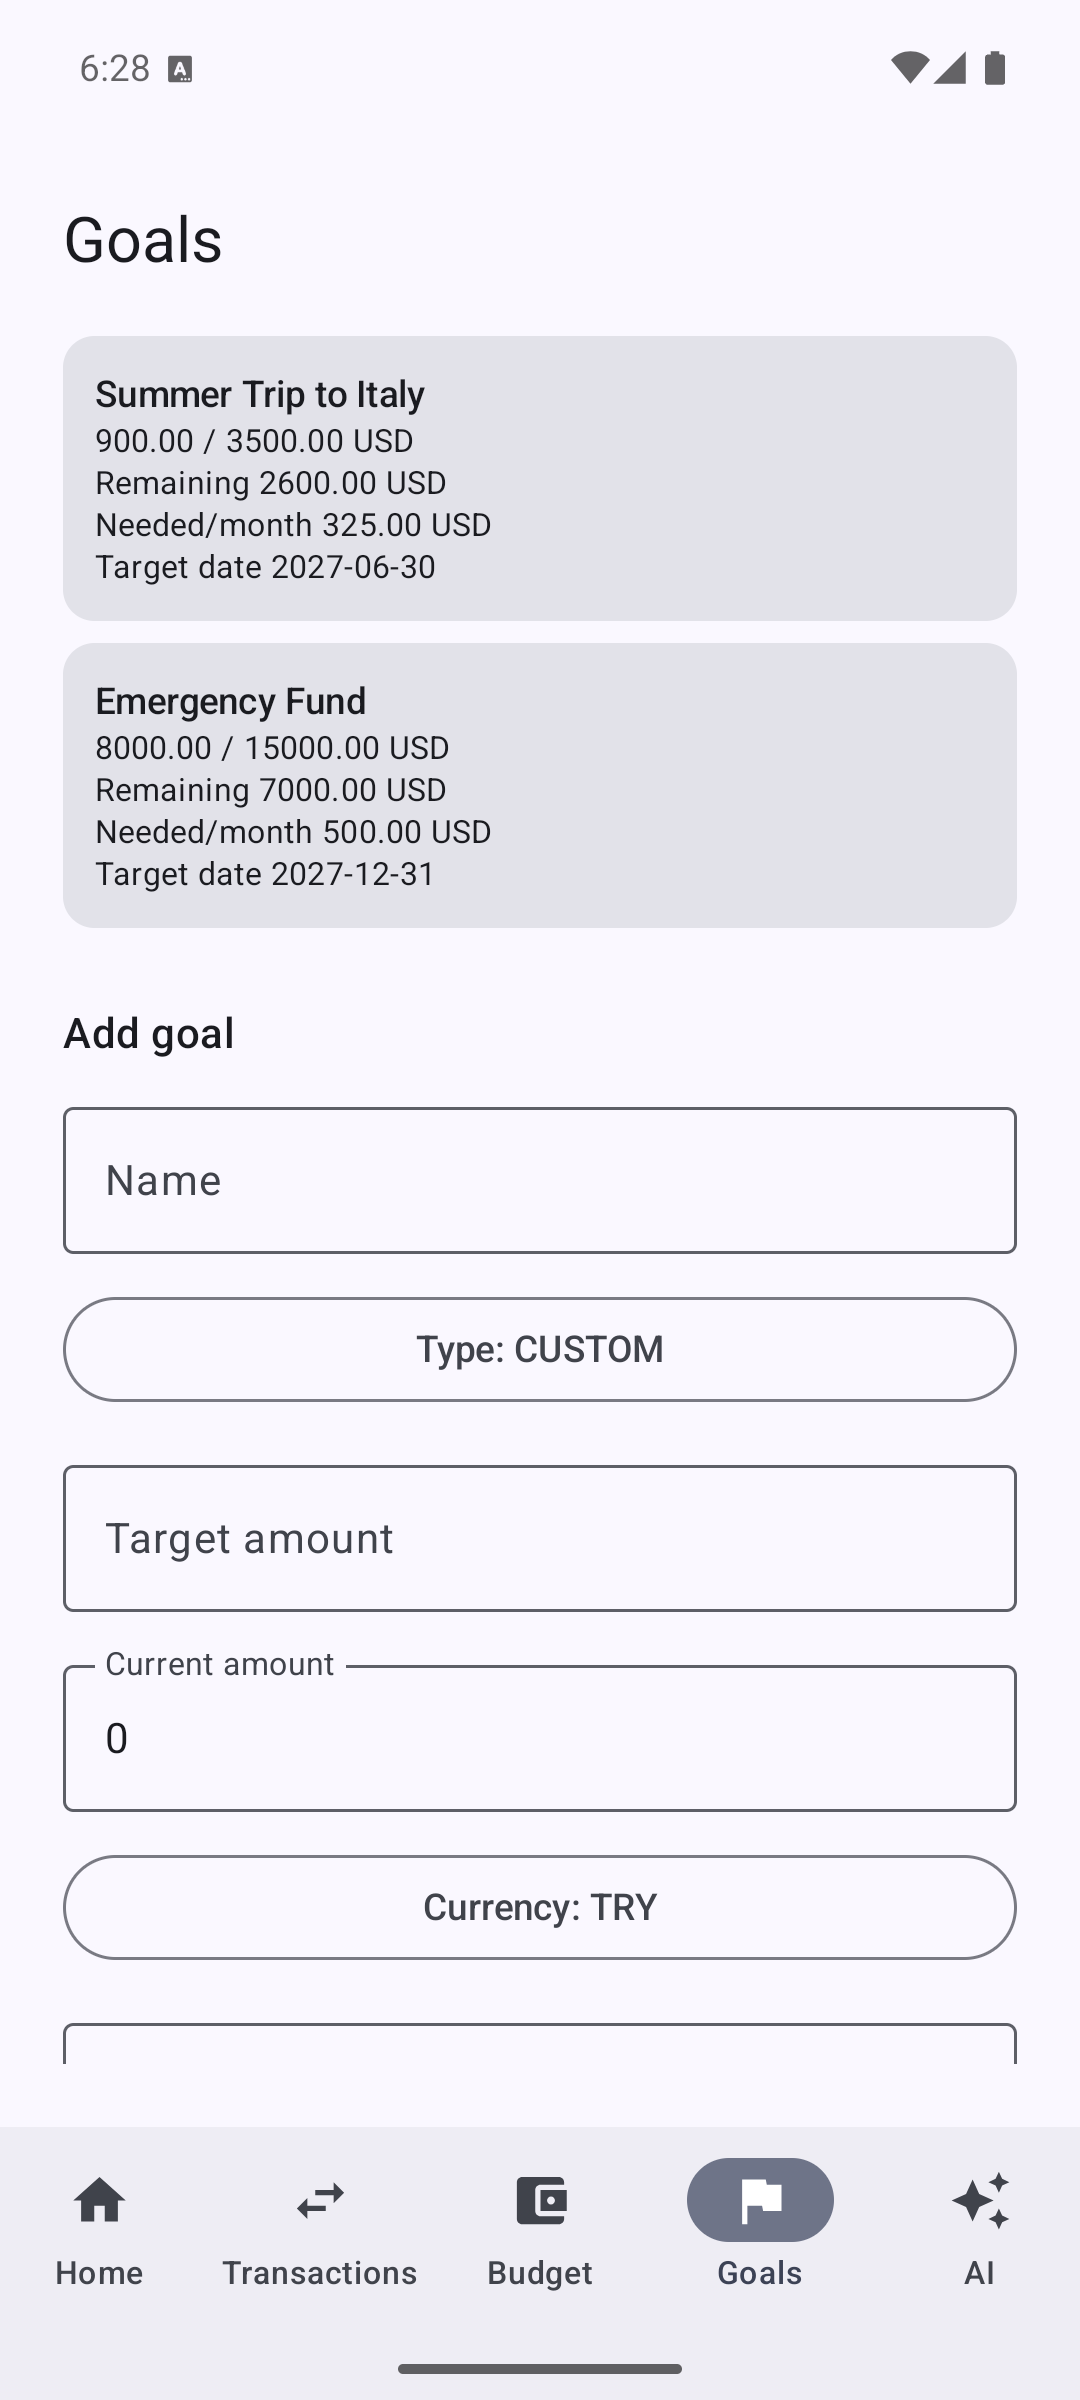 6:28
Goals
Summer Trip to Italy
900.00 / 3500.00 USD
Remaining 2600.00 USD
Needed/month 325.00 USD
Target date 2027-06-30
Emergency Fund
8000.00 / 15000.00 USD
Remaining 7000.00 USD
Needed/month 500.00 USD
Target date 2027-12-31
Add goal
Name
Type: CUSTOM
Target amount
Current amount
0
Currency: TRY
Home Transactions Budget Goals AI